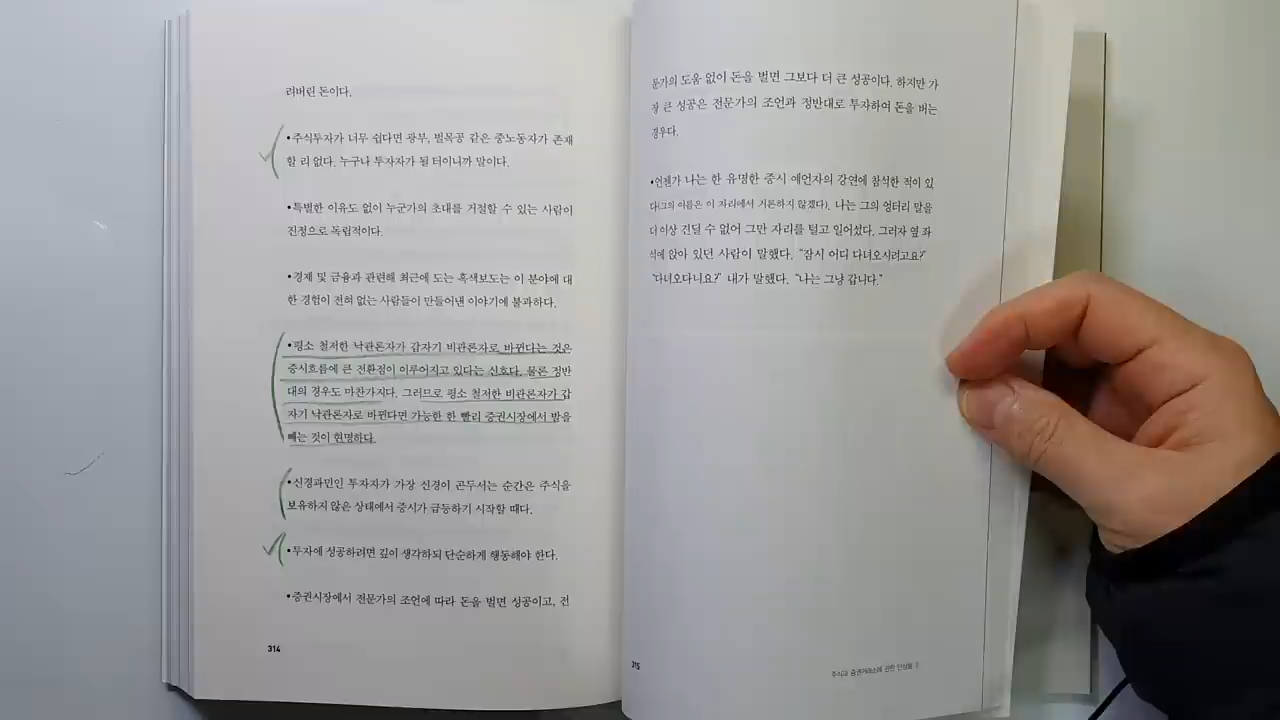 려버린 돈이다.
•주식투자가 너무 쉽다면 광부, 벌목공 같은 중노동자가 존재
할 리 없다. 누구나 투자자가 될 터이니까 말이다.
•특별한 이유도 없이 누군가의 초대를 거절할 수 있는 사람이
진정으로 독립적이다.
•경제 및 금융과 관련해 최근에 도는 흑색보도는 이 분야에 대
한 경험이 전혀 없는 사람들이 만들어낸 이야기에 불과하다.
•평소 철저한 낙관론자가 갑자기 비관론자로 바뀐다는 것은
증시흐름에 큰 전환점이 이루어지고 있다는 신호다. 물론 정반
대의 경우도 마찬가지다. 그러므로 평소 철저한 비관론자가 갑
자기 낙관론자로 바뀐다면 가능한 한 빨리 증권시장에서 발을
빼는 것이 현명하다.
•신경과민인 투자자가 가장 신경이 곤두서는 순간은 주식을
보유하지 않은 상태에서 증시가 급등하기 시작할 때다.
•투자에 성공하려면 깊이 생각하되 단순하게 행동해야 한다.
•증권시장에서 전문가의 조언에 따라 돈을 벌면 성공이고, 전
314
문가의 도움 없이 돈을 벌면 그보다 더 큰 성공이다. 하지만 가
장 큰 성공은 전문가의 조언과 정반대로 투자하여 돈을 버는
경우다.
•언젠가 나는 한 유명한 증시 예언자의 강연에 참석한 적이 있
다(그의 이름은 이 자리에서 거론하지 않겠다). 나는 그의 엉터리 말을
더 이상 견딜 수 없어 그만 자리를 털고 일어섰다. 그러자 옆 좌
석에 앉아 있던 사람이 말했다. “잠시 어디 다녀오시려고요?”
“다녀오다니요?” 내가 말했다. “나는 그냥 갑니다.”
315
주식과 증권거래소에 관한 단상들